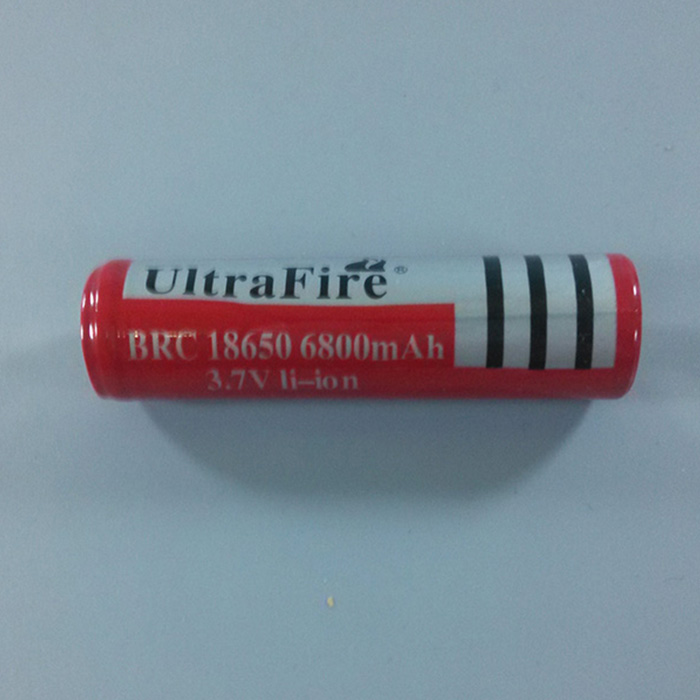 UltraFire®
BRC 18650 6800mAh
3.7V li-ion